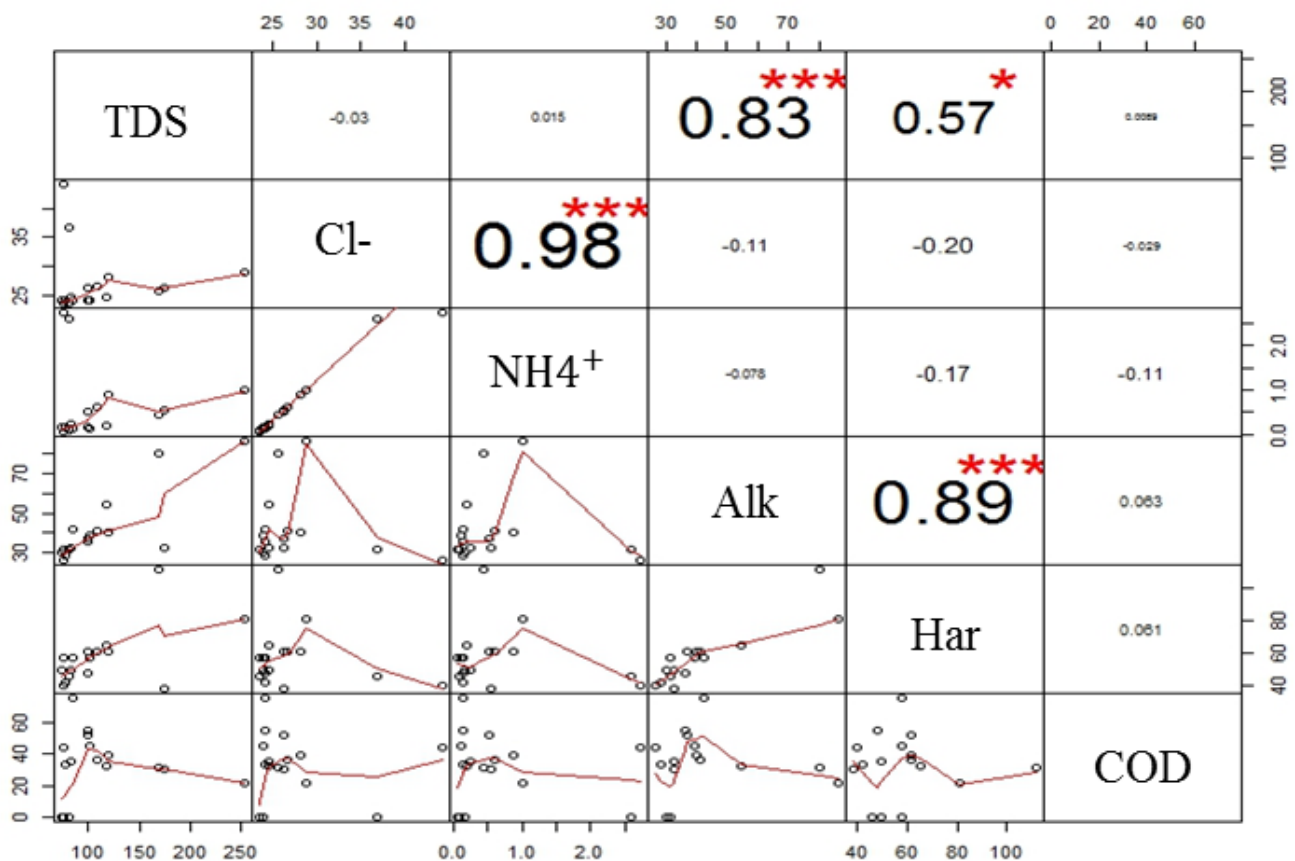 25 30 35 40
30 50 70
0 20 40 60
TDS -0.03 0.015 0.83 *** 0.57 *
100 200
25 35
Cl- 0.98 *** -0.11 -0.20 -0.029
NH4+ -0.078 -0.17 -0.11
0.0 1.0 2.0
30 50 70
Alk 0.89 *** 0.063
Har 0.061
40 60 80
0 20 40 60
COD
100 150 200 250
0.0 1.0 2.0
40 60 80 100